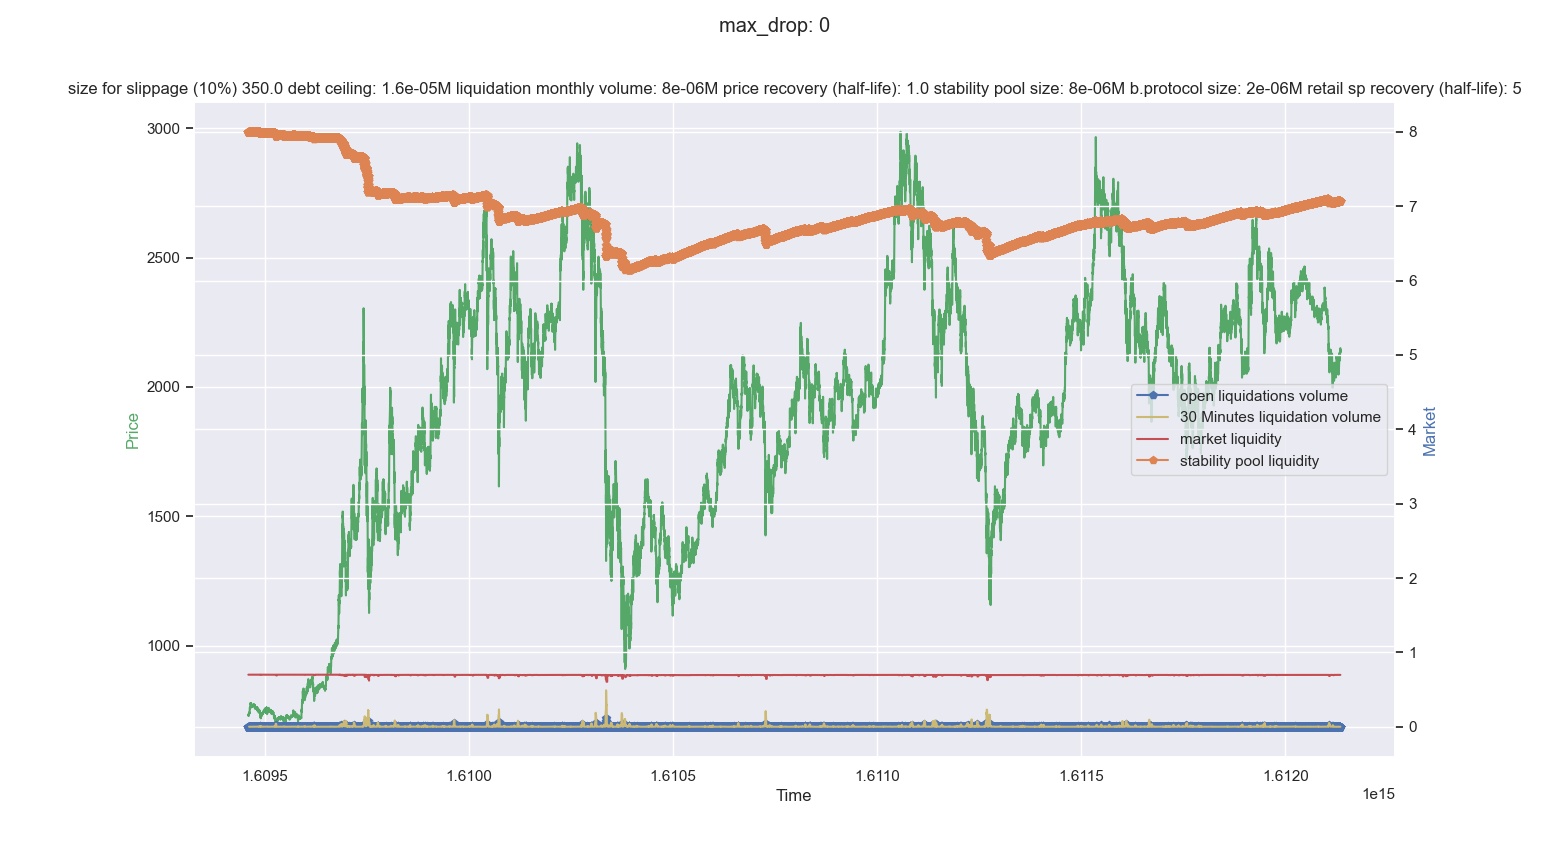 max_drop: 0
size for slippage (10%) 350.0 debt ceiling: 1.6e-05M liquidation monthly volume: 8e-06M price recovery (half-life): 1.0 stability pool size: 8e-06M b.protocol size: 2e-06M retail sp recovery (half-life): 5
3000
2500
2000
1500
1000
Price
8
7
6
5
4
3
2
1
0
Market
open liquidations volume
30 Minutes liquidation volume
market liquidity
stability pool liquidity
1.6095
1.6100
1.6105
1.6110
1.6115
1.6120
1e15
Time